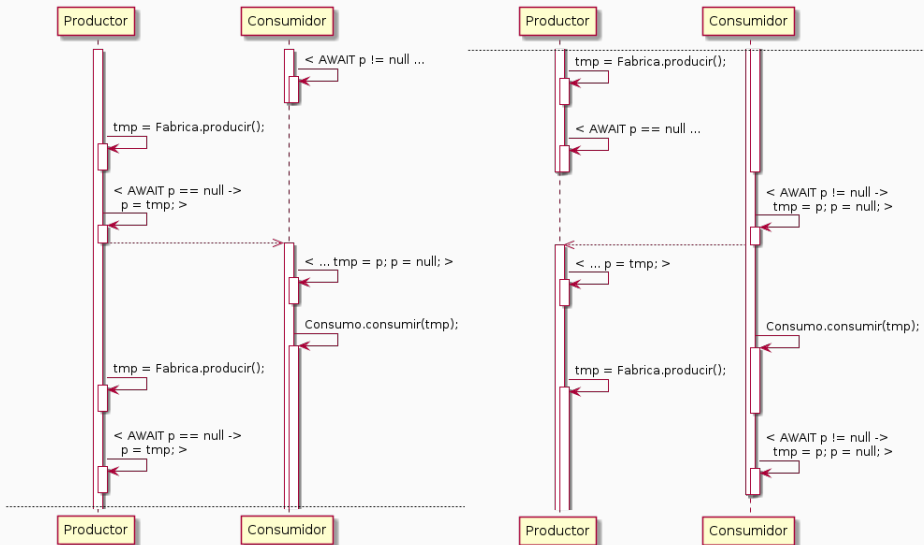 Productor
Consumidor
< AWAIT p != null ...
tmp = Fabrica.producir();
< AWAIT p == null ->
p = tmp; >
< ... tmp = p; p = null; >
Consumo.consumir(tmp);
tmp = Fabrica.producir();
< AWAIT p == null ->
p = tmp; >
Productor
Consumidor
Productor
Consumidor
tmp = Fabrica.producir();
< AWAIT p == null ...
< AWAIT p != null ->
tmp = p; p = null; >
< ... p = tmp; >
Consumo.consumir(tmp);
tmp = Fabrica.producir();
< AWAIT p != null ->
tmp = p; p = null; >
Productor
Consumidor